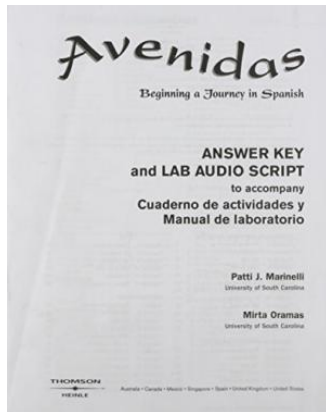 Avenidas
Beginning a Journey in Spanish
ANSWER KEY
and LAB AUDIO SCRIPT
to accompany
Cuaderno de actividades y
Manual de laboratorio
Patti J. Marinelli
University of South Carolina
Mirta Oramas
University of South Carolina
THOMSON
HEINLE
Australia • Canada • Mexico • Singapore • Spain • United Kingdom • United States